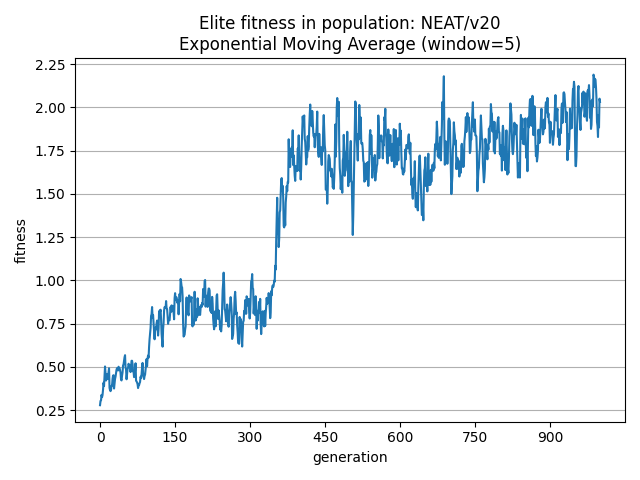 Elite fitness in population: NEAT/v20
Exponential Moving Average (window=5)
2.25
2.00
1.75
1.50
1.25
1.00
0.75
0.50
0.25
fitness
0 150 300 450 600 750 900
generation